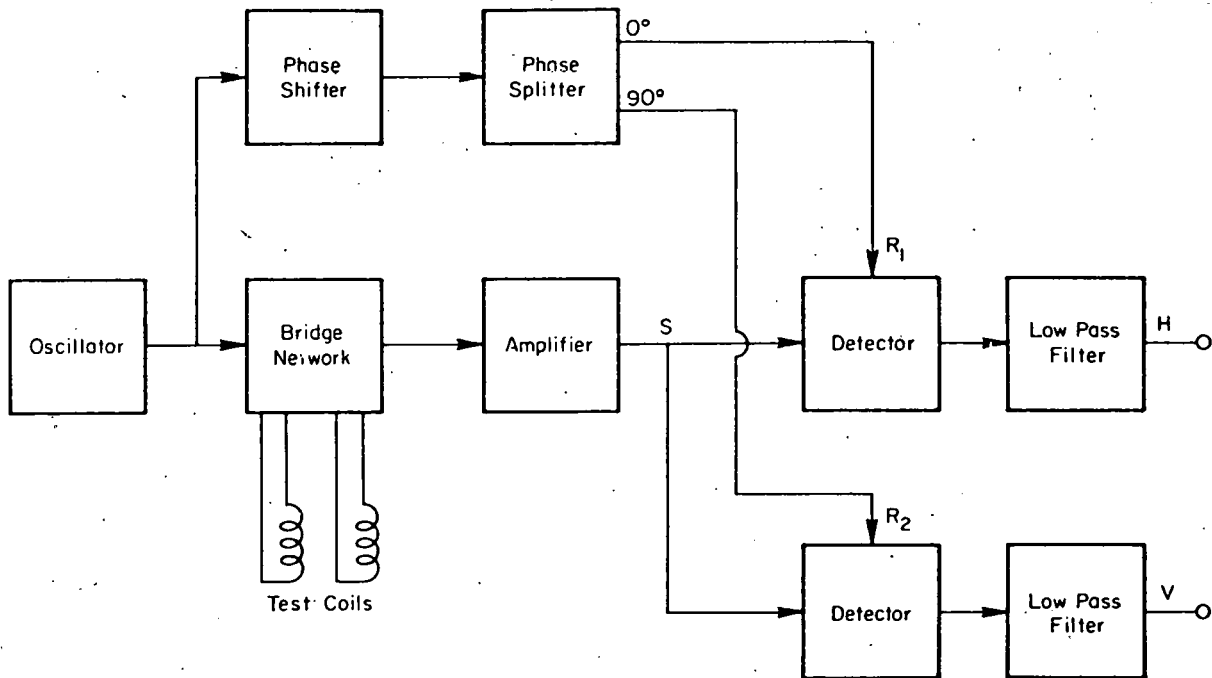 0°
Phase
Shifter
Phase
Splitter
90°
R1
Oscillator
Bridge
Network
Amplifier
S
Detector
Low Pass
Filter
H
R2
Test Coils
Detector
Low Pass
Filter
V